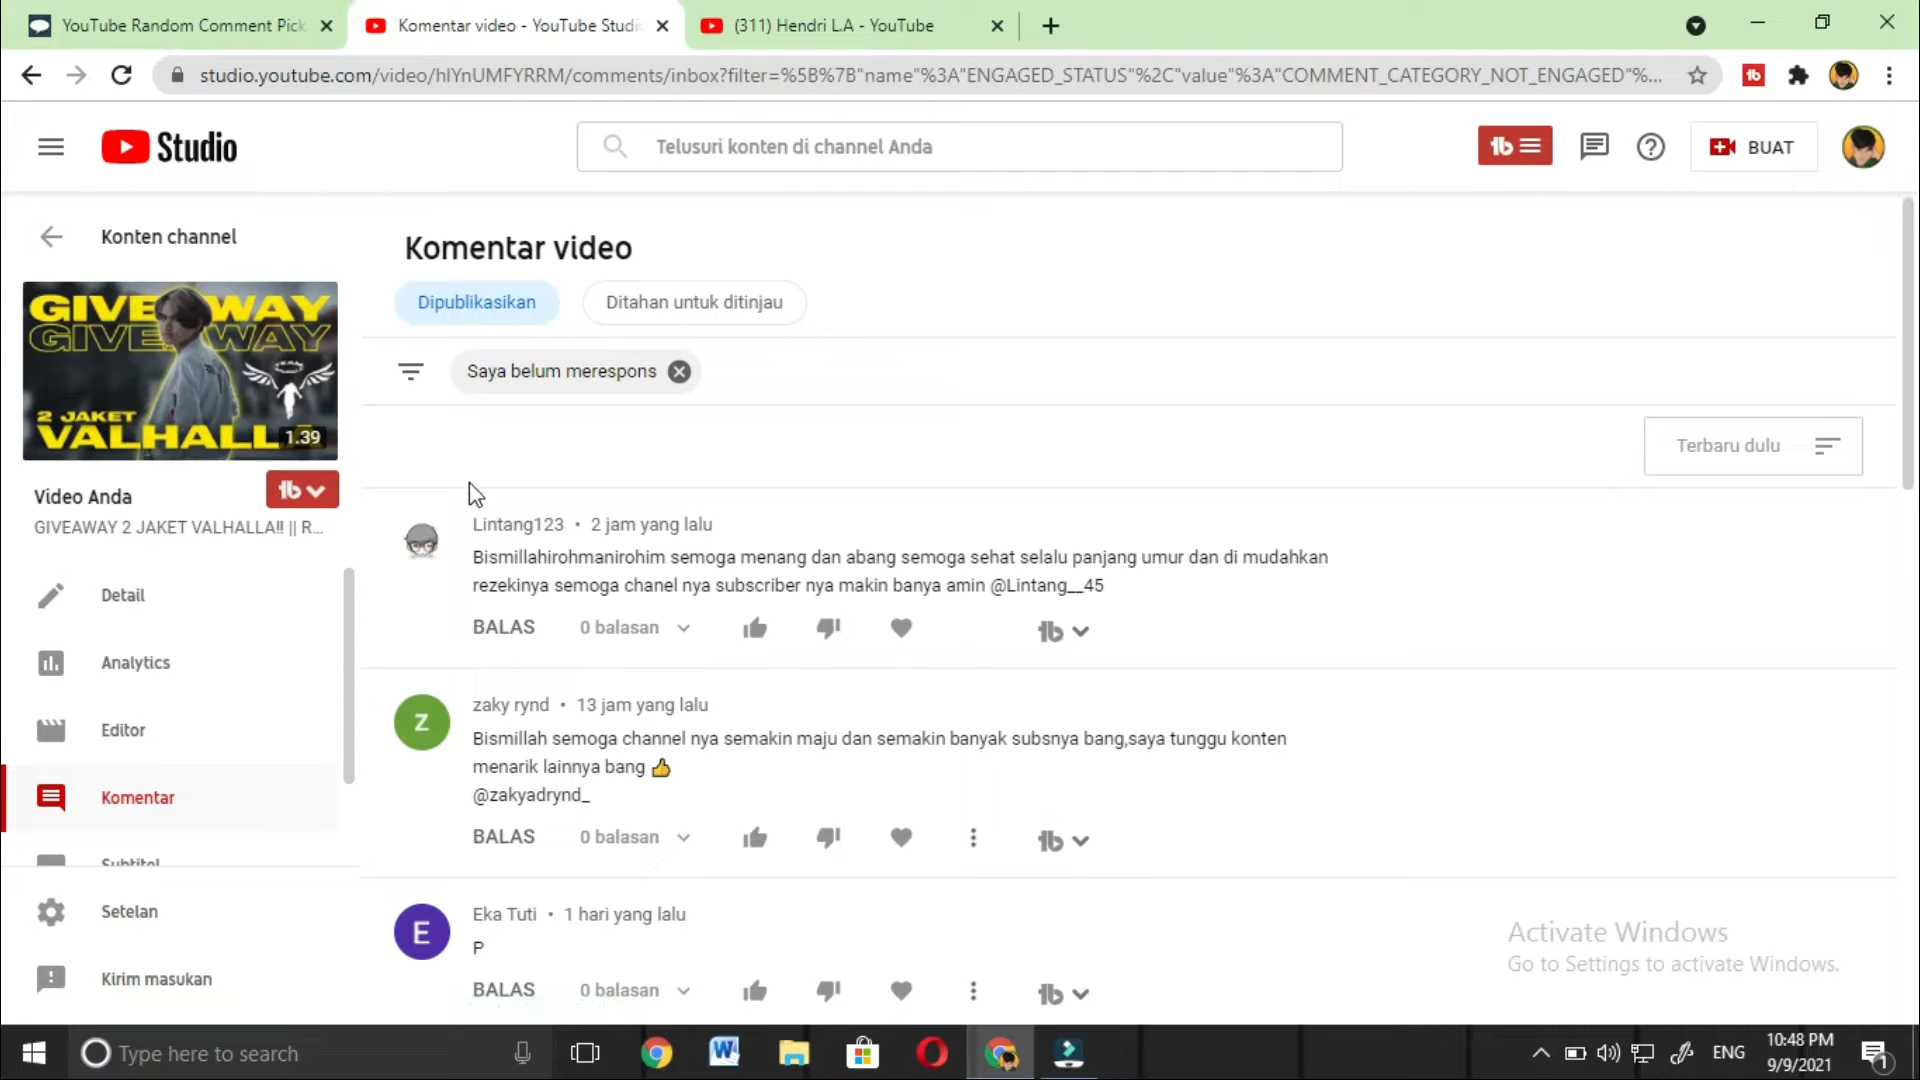 YouTube Random Comment Pick
Komentar video - YouTube Studi
(311) Hendri L.A - YouTube
studio.youtube.com/video/hIYnUMFYRRM/comments/inbox?filter=%5B%7B"name"%3A"ENGAGED_STATUS"%2C"value"%3A"COMMENT_CATEGORY_NOT_ENGAGED"%...
Studio
Telusuri konten di channel Anda
BUAT
Konten channel
GIVEAWAY
GIVEAWAY
2 JAKET
VALHALL
1.39
Video Anda
GIVEAWAY 2 JAKET VALHALLA!! || R...
Detail
Analytics
Editor
Komentar
Subtitel
Setelan
Kirim masukan
Komentar video
Dipublikasikan
Ditahan untuk ditinjau
Saya belum merespons
Terbaru dulu
Lintang123 • 2 jam yang lalu
Bismillahirohmanirohim semoga menang dan abang semoga sehat selalu panjang umur dan di mudahkan
rezekinya semoga chanel nya subscriber nya makin banya amin @Lintang__45
BALAS 0 balasan
Z
zaky rynd • 13 jam yang lalu
Bismillah semoga channel nya semakin maju dan semakin banyak subsnya bang,saya tunggu konten
menarik lainnya bang 👍
@zakyadrynd_
BALAS 0 balasan
E
Eka Tuti • 1 hari yang lalu
P
BALAS 0 balasan
Activate Windows
Go to Settings to activate Windows.
Type here to search
ENG
10:48 PM
9/9/2021
1